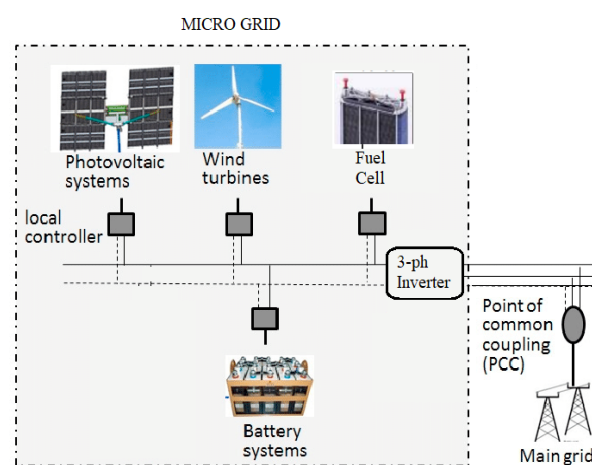 MICRO GRID
Photovoltaic
systems
Wind
turbines
Fuel
Cell
local
controller
3-ph
Inverter
Point of
common
coupling
(PCC)
Battery
systems
Main grid